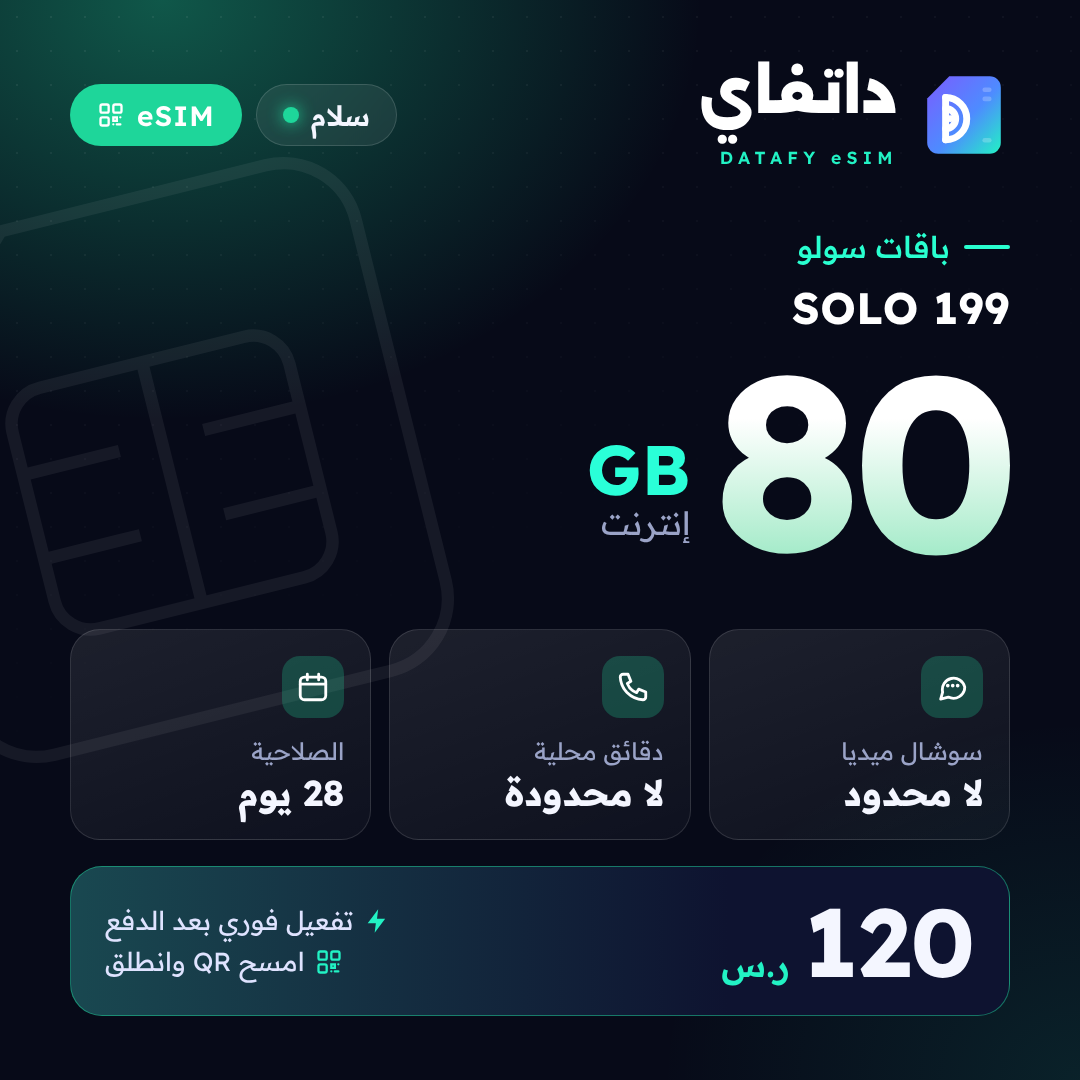 داتفاي
DATAFY eSIM
سلام
eSIM
باقات سولو
SOLO 199
80 GB
إنترنت
سوشال ميديا
لا محدود
دقائق محلية
لا محدودة
الصلاحية
28 يوم
120 ر.س
تفعيل فوري بعد الدفع
امسح QR وانطلق